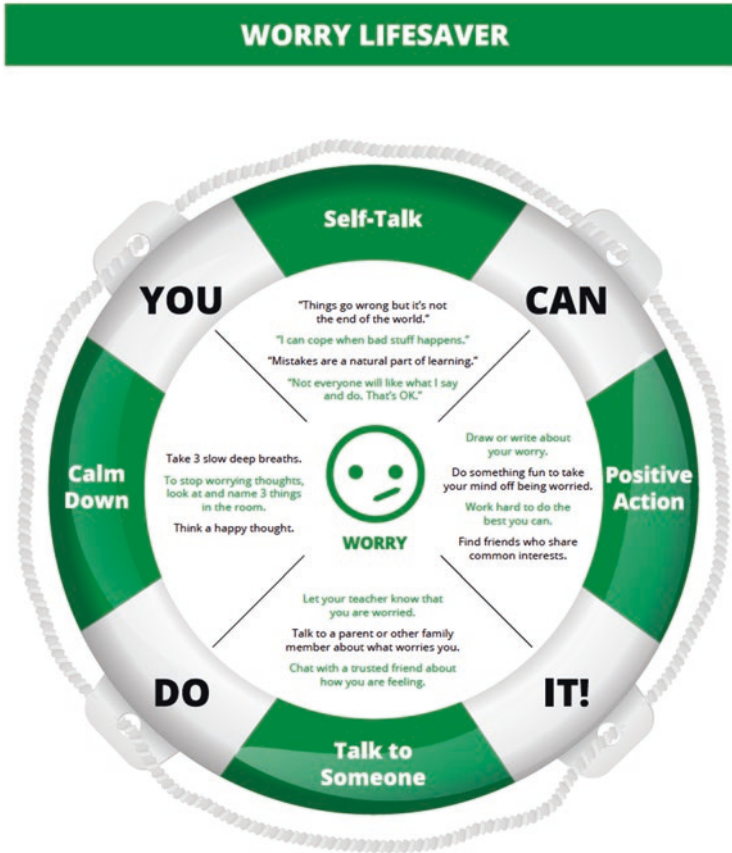 WORRY LIFESAVER
Self-Talk
YOU
CAN
“Things go wrong but it’s not
the end of the world.”
“I can cope when bad stuff happens.”
“Mistakes are a natural part of learning.”
“Not everyone will like what I say
and do. That’s OK.”
Calm
Down
Take 3 slow deep breaths.
To stop worrying thoughts,
look at and name 3 things
in the room.
Think a happy thought.
WORRY
Draw or write about
your worry.
Do something fun to take
your mind off being worried.
Work hard to do the
best you can.
Find friends who share
common interests.
Positive
Action
Let your teacher know that
you are worried.
Talk to a parent or other family
member about what worries you.
Chat with a trusted friend about
how you are feeling.
DO
IT!
Talk to
Someone